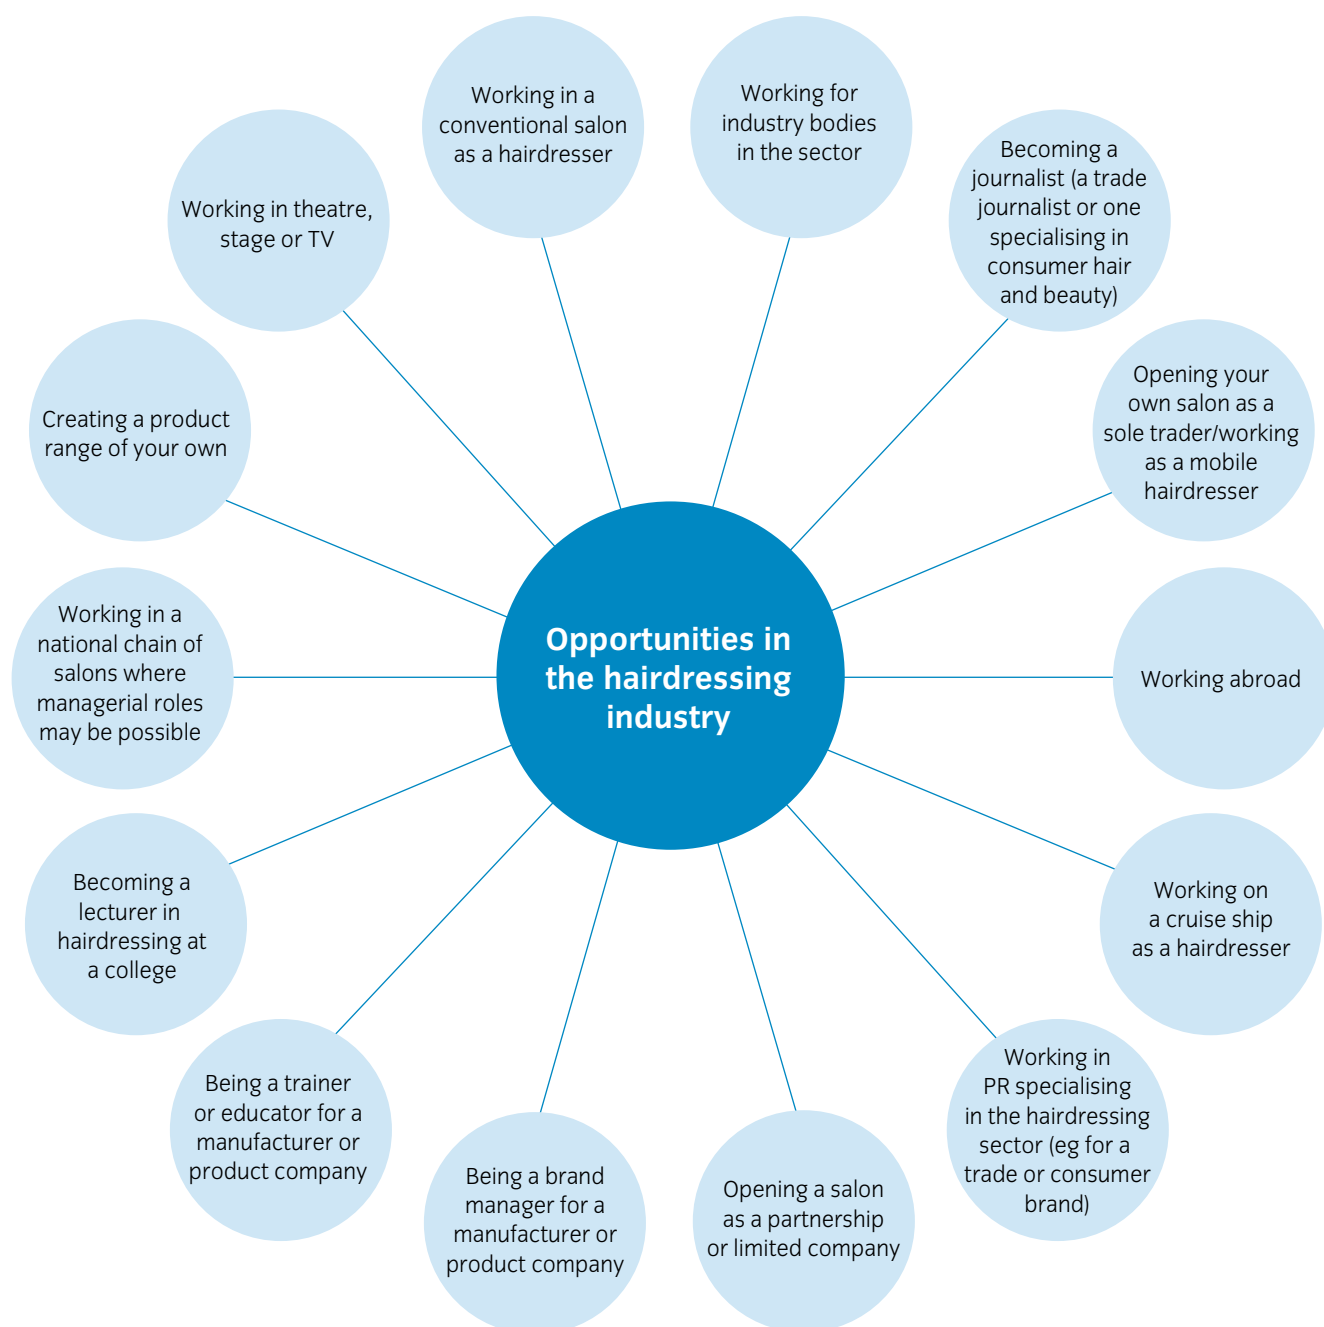 Opportunities in
the hairdressing
industry
Working in a
conventional salon
as a hairdresser
Working for
industry bodies
in the sector
Becoming a
journalist (a trade
journalist or one
specialising in
consumer hair
and beauty)
Opening your
own salon as a
sole trader/working
as a mobile
hairdresser
Working abroad
Working on
a cruise ship
as a hairdresser
Working in
PR specialising
in the hairdressing
sector (eg for a
trade or consumer
brand)
Opening a salon
as a partnership
or limited company
Being a brand
manager for a
manufacturer or
product company
Being a trainer
or educator for a
manufacturer or
product company
Becoming a
lecturer in
hairdressing at
a college
Working in a
national chain of
salons where
managerial roles
may be possible
Creating a product
range of your own
Working in theatre,
stage or TV